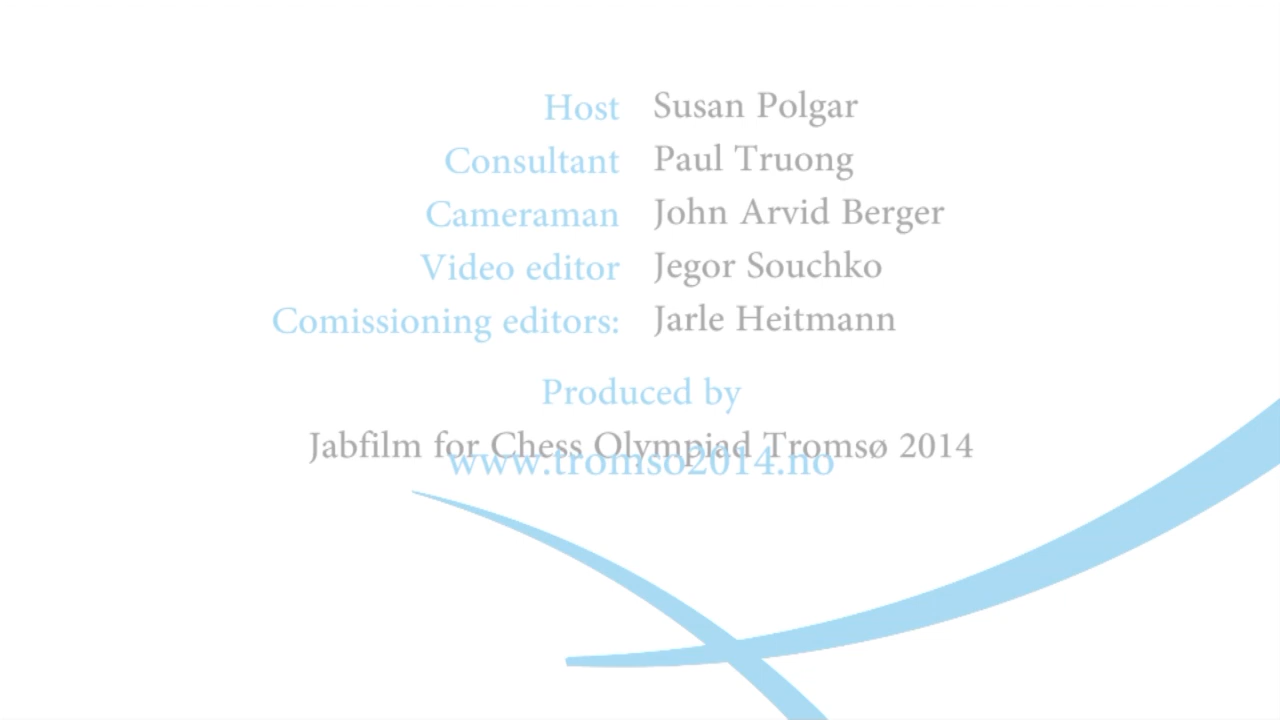 Host Susan Polgar
Consultant Paul Truong
Cameraman John Arvid Berger
Video editor Jegor Souchko
Comissioning editors: Jarle Heitmann
Produced by
Jabfilm for Chess Olympiad Tromsø 2014
www.tromso2014.no